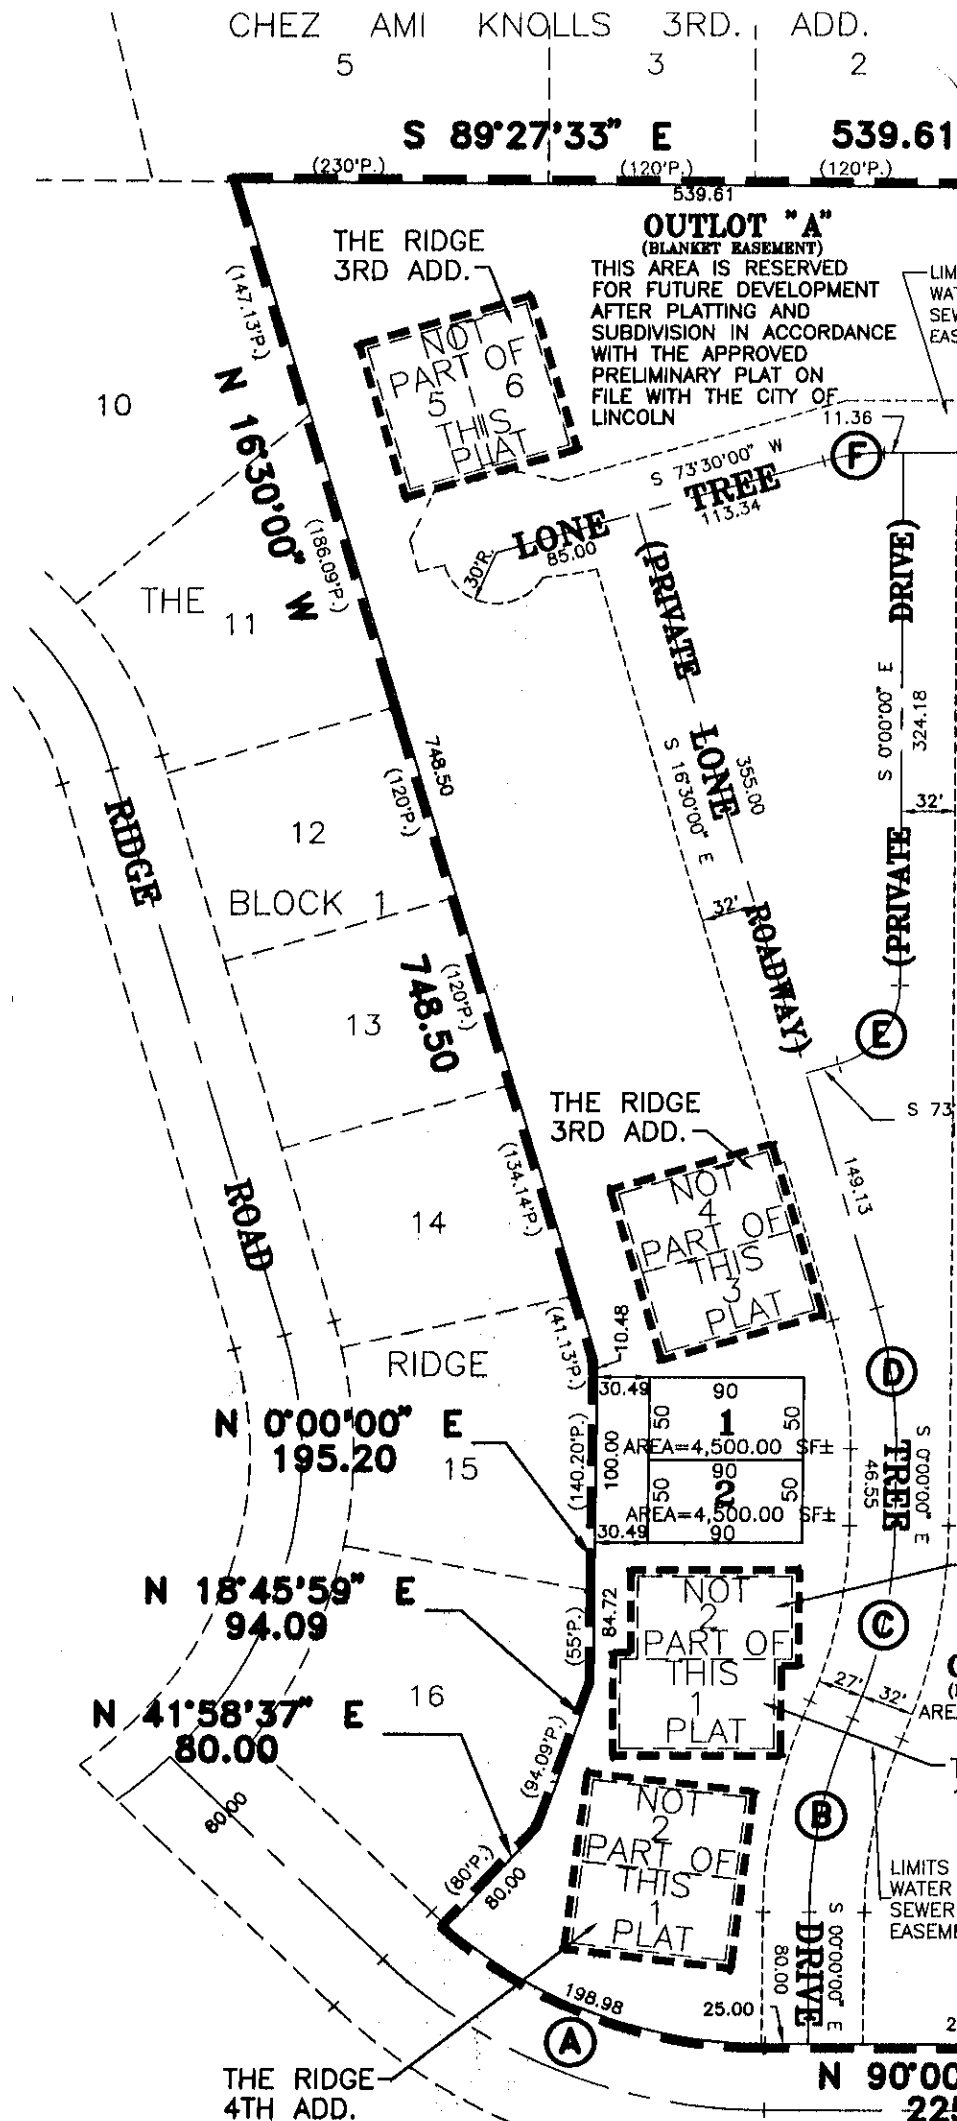 CHEZ AMI KNOLLS 3RD. ADD.
5 3 2
S 89°27'33" E 539.61
(230'P.) (120'P.) (120'P.)
539.61
OUTLOT "A"
(BLANKET EASEMENT)
THIS AREA IS RESERVED
FOR FUTURE DEVELOPMENT
AFTER PLATTING AND
SUBDIVISION IN ACCORDANCE
WITH THE APPROVED
PRELIMINARY PLAT ON
FILE WITH THE CITY OF
LINCOLN
THE RIDGE
3RD ADD.
NOT
PART OF
5 6
THIS
PLAT
(147.13'P.)
N 16°30'00" W
(186.09'P.)
10
THE
11
11.36
F
S 73°30'00" W
LONE TREE
85.00
113.34
30'R.
(PRIVATE DRIVE)
S 0°00'00" E
324.18
32'
(PRIVATE
LONE
ROADWAY)
S 16°30'00" E
355.00
32'
748.50
(120'P.)
12
BLOCK 1
RIDGE
748.50
(120'P.)
13
E
S 73
THE RIDGE
3RD ADD.
NOT
4
PART OF
THIS
3
PLAT
149.13
(134.14'P.)
14
ROAD
(41.13'P.)
10.48
RIDGE
D
30.49 90
50 1 50
AREA=4,500.00 SF±
90
50 2 50
AREA=4,500.00 SF±
30.49 90
100.00
(140.20'P.)
N 0°00'00" E
195.20
15
TREE
S 0°00'00" E
46.55
N 18°45'59" E
94.09
(55'P.)
84.72
NOT
2
PART OF
THIS
1
PLAT
C
27' 32'
16
N 41°58'37" E
80.00
(94.09'P.)
80.00
(80'P.)
80.00
NOT
2
PART OF
THIS
1
PLAT
B
LIMITS
WATER
SEWER
DRIVE
S 00°00'00" E
80.00
198.98
25.00
A
THE RIDGE
4TH ADD.